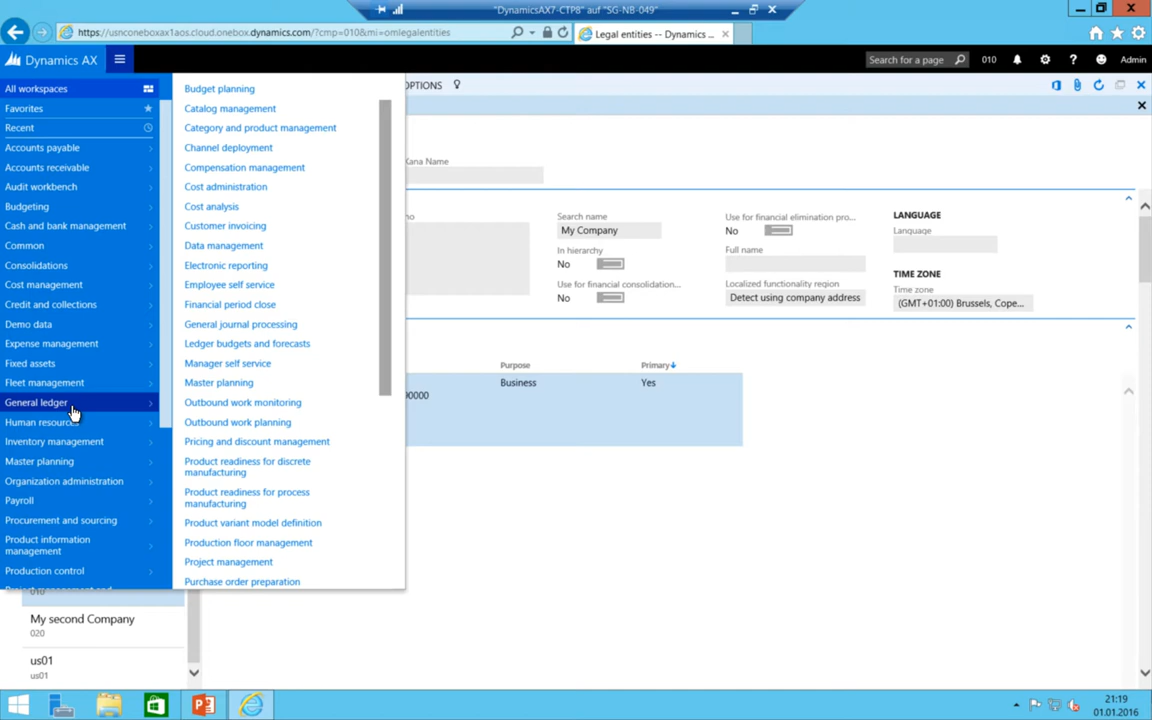 "DynamicsAX7-CTP8" auf "SG-NB-049"
https://usnconeboxax1aos.cloud.onebox.dynamics.com/?cmp=010&mi=omlegalentities
Legal entities -- Dynamics ...
Dynamics AX
Search for a page
010
Admin
All workspaces
Favorites
Recent
Accounts payable
Accounts receivable
Audit workbench
Budgeting
Cash and bank management
Common
Consolidations
Cost management
Credit and collections
Demo data
Expense management
Fixed assets
Fleet management
General ledger
Human resourc
Inventory management
Master planning
Organization administration
Payroll
Procurement and sourcing
Product information
management
Production control
Budget planning
Catalog management
Category and product management
Channel deployment
Compensation management
Cost administration
Cost analysis
Customer invoicing
Data management
Electronic reporting
Employee self service
Financial period close
General journal processing
Ledger budgets and forecasts
Manager self service
Master planning
Outbound work monitoring
Outbound work planning
Pricing and discount management
Product readiness for discrete
manufacturing
Product readiness for process
manufacturing
Product variant model definition
Production floor management
Project management
Purchase order preparation
OPTIONS
Kana Name
no
Search name
My Company
In hierarchy
No
Use for financial consolidation...
No
Use for financial elimination pro...
No
Full name
Localized functionality region
Detect using company address
LANGUAGE
Language
TIME ZONE
Time zone
(GMT+01:00) Brussels, Cope...
Purpose
Primary
Business
Yes
0000
010
My second Company
020
us01
us01
21:19
01.01.2016